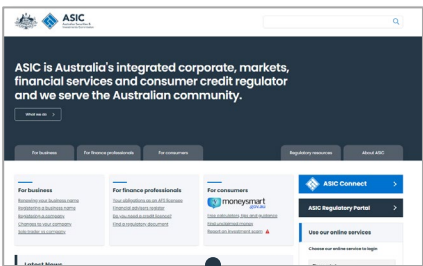 ASIC
ASIC is Australia's integrated corporate, markets,
financial services and consumer credit regulator
and we serve the Australian community.
What we do
For business
For finance professionals
For consumers
Regulatory resources
About ASIC
For business
Renewing your business name
Registering a business name
Registering a company
Changes to your company
Sole trader vs company
For finance professionals
Your obligations as an AFS licensee
Financial advisers register
Do you need a credit licence?
Find a regulatory document
For consumers
moneysmart
.gov.au
Free calculators, tips and guidance
Find unclaimed money
Report an investment scam
ASIC Connect
ASIC Regulatory Portal
Use our online services
Choose our online service to login
Latest News